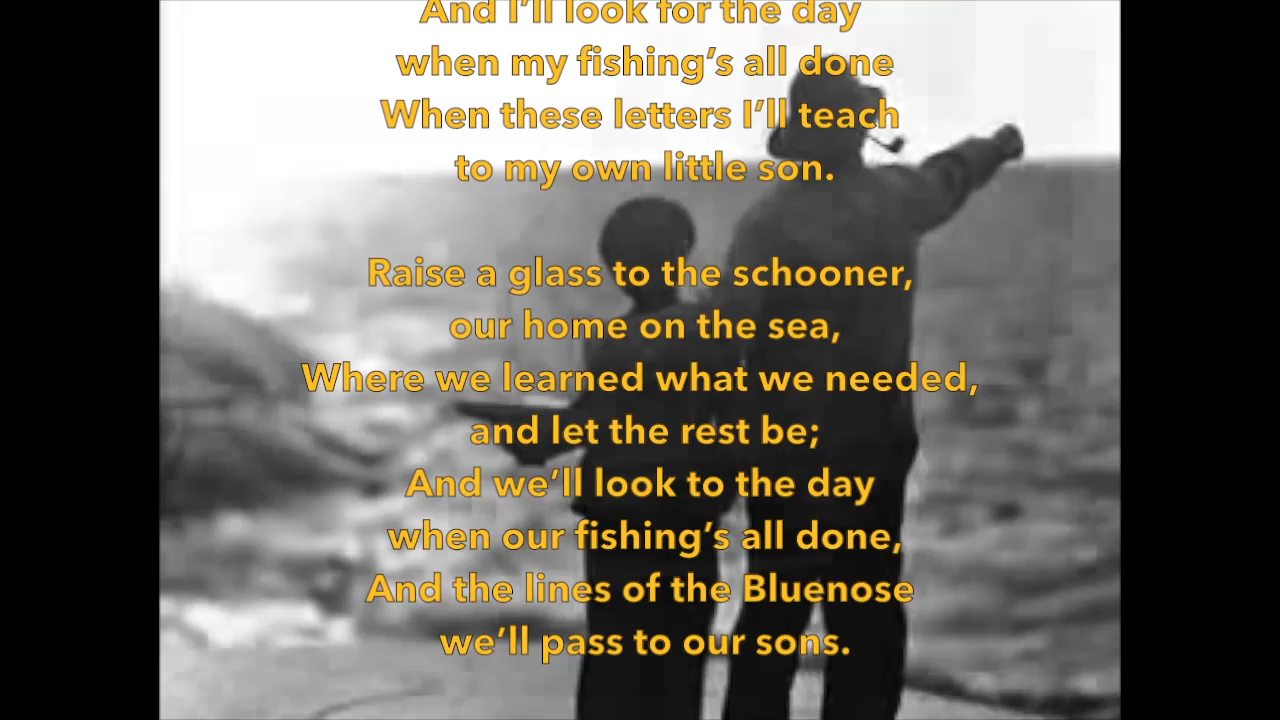 And I’ll look for the day
when my fishing’s all done
When these letters I’ll teach
to my own little son.
Raise a glass to the schooner,
our home on the sea,
Where we learned what we needed,
and let the rest be;
And we’ll look to the day
when our fishing’s all done,
And the lines of the Bluenose
we’ll pass to our sons.